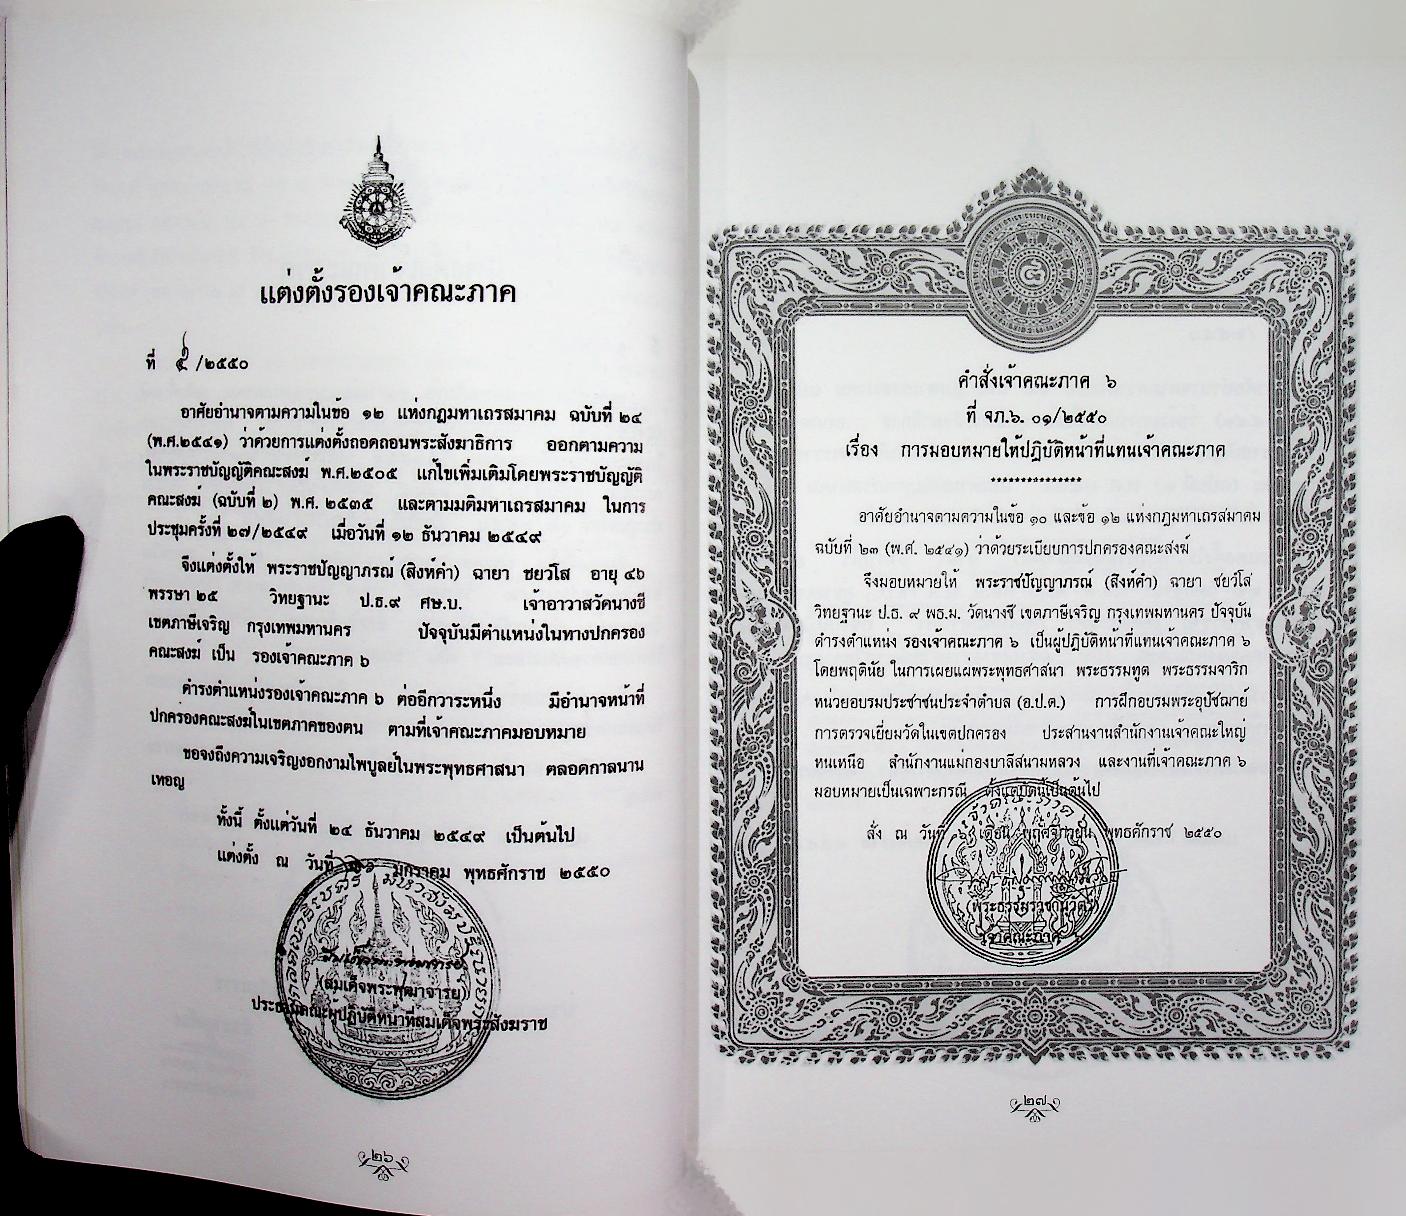 แต่งตั้งรองเจ้าคณะภาค
ที่ ๕ /๒๕๕๐
อาศัยอำนาจตามความในข้อ ๑๒ แห่งกฎมหาเถรสมาคม ฉบับที่ ๒๔
(พ.ศ.๒๕๔๑) ว่าด้วยการแต่งตั้งถอดถอนพระสังฆาธิการ ออกตามความ
ในพระราชบัญญัติคณะสงฆ์ พ.ศ.๒๕๐๕ แก้ไขเพิ่มเติมโดยพระราชบัญญัติ
คณะสงฆ์ (ฉบับที่ ๒) พ.ศ. ๒๕๓๕ และตามมติมหาเถรสมาคม ในการ
ประชุมครั้งที่ ๒๗/๒๕๔๙ เมื่อวันที่ ๑๒ ธันวาคม ๒๕๔๙
จึงแต่งตั้งให้ พระราชปัญญาภรณ์ (สิงห์คำ) ฉายา ชยวํโส อายุ ๔๖
พรรษา ๒๕ วิทยฐานะ ป.ธ.๙ ศษ.บ. เจ้าอาวาสวัดนางชี
เขตภาษีเจริญ กรุงเทพมหานคร ปัจจุบันมีตำแหน่งในทางปกครอง
คณะสงฆ์ เป็น รองเจ้าคณะภาค ๖
ดำรงตำแหน่งรองเจ้าคณะภาค ๖ ต่ออีกวาระหนึ่ง มีอำนาจหน้าที่
ปกครองคณะสงฆ์ในเขตภาคของตน ตามที่เจ้าคณะภาคมอบหมาย
ขอจงถึงความเจริญงอกงามไพบูลย์ในพระพุทธศาสนา ตลอดกาลนาน
เทอญ
ทั้งนี้ ตั้งแต่วันที่ ๒๔ ธันวาคม ๒๕๔๙ เป็นต้นไป
แต่งตั้ง ณ วันที่ มกราคม พุทธศักราช ๒๕๕๐
(สมเด็จพระพุฒาจารย์)
ประธานคณะผู้ปฏิบัติหน้าที่สมเด็จพระสังฆราช
๒๖
คำสั่งเจ้าคณะภาค ๖
ที่ จภ.๖. ๐๑/๒๕๕๐
เรื่อง การมอบหมายให้ปฏิบัติหน้าที่แทนเจ้าคณะภาค
***************
อาศัยอำนาจตามความในข้อ ๑๐ และข้อ ๑๒ แห่งกฎมหาเถรสมาคม
ฉบับที่ ๒๓ (พ.ศ. ๒๕๔๑) ว่าด้วยระเบียบการปกครองคณะสงฆ์
จึงมอบหมายให้ พระราชปัญญาภรณ์ (สิงห์คำ) ฉายา ชยวํโส
วิทยฐานะ ป.ธ. ๙ พธ.ม. วัดนางชี เขตภาษีเจริญ กรุงเทพมหานคร ปัจจุบัน
ดำรงตำแหน่ง รองเจ้าคณะภาค ๖ เป็นผู้ปฏิบัติหน้าที่แทนเจ้าคณะภาค ๖
โดยพฤตินัย ในการเผยแผ่พระพุทธศาสนา พระธรรมทูต พระธรรมจาริก
หน่วยอบรมประชาชนประจำตำบล (อ.ป.ต.) การฝึกอบรมพระอุปัชฌาย์
การตรวจเยี่ยมวัดในเขตปกครอง ประสานงานสำนักงานเจ้าคณะใหญ่
หนเหนือ สำนักงานแม่กองบาลีสนามหลวง และงานที่เจ้าคณะภาค ๖
มอบหมายเป็นเฉพาะกรณี ตั้งแต่บัดนี้เป็นต้นไป
สั่ง ณ วันที่ ๖ เดือน พฤศจิกายน พุทธศักราช ๒๕๕๐
(พระธรรมราชานุวัตร)
เจ้าคณะภาค ๖
๒๗